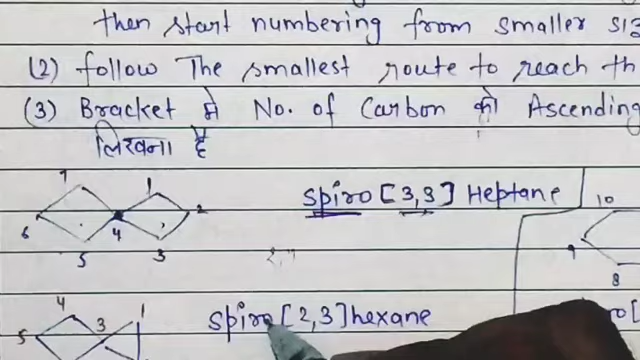 then start numbering from smaller
(2) follow The smallest route to reach
(3) Bracket मे No. of Carbon को Ascending
लिखना है
7 1
Spiro [3,3] Heptane
10
6 4 2
5 3
9
8
4 1
Spiro [2,3] hexane
5 3